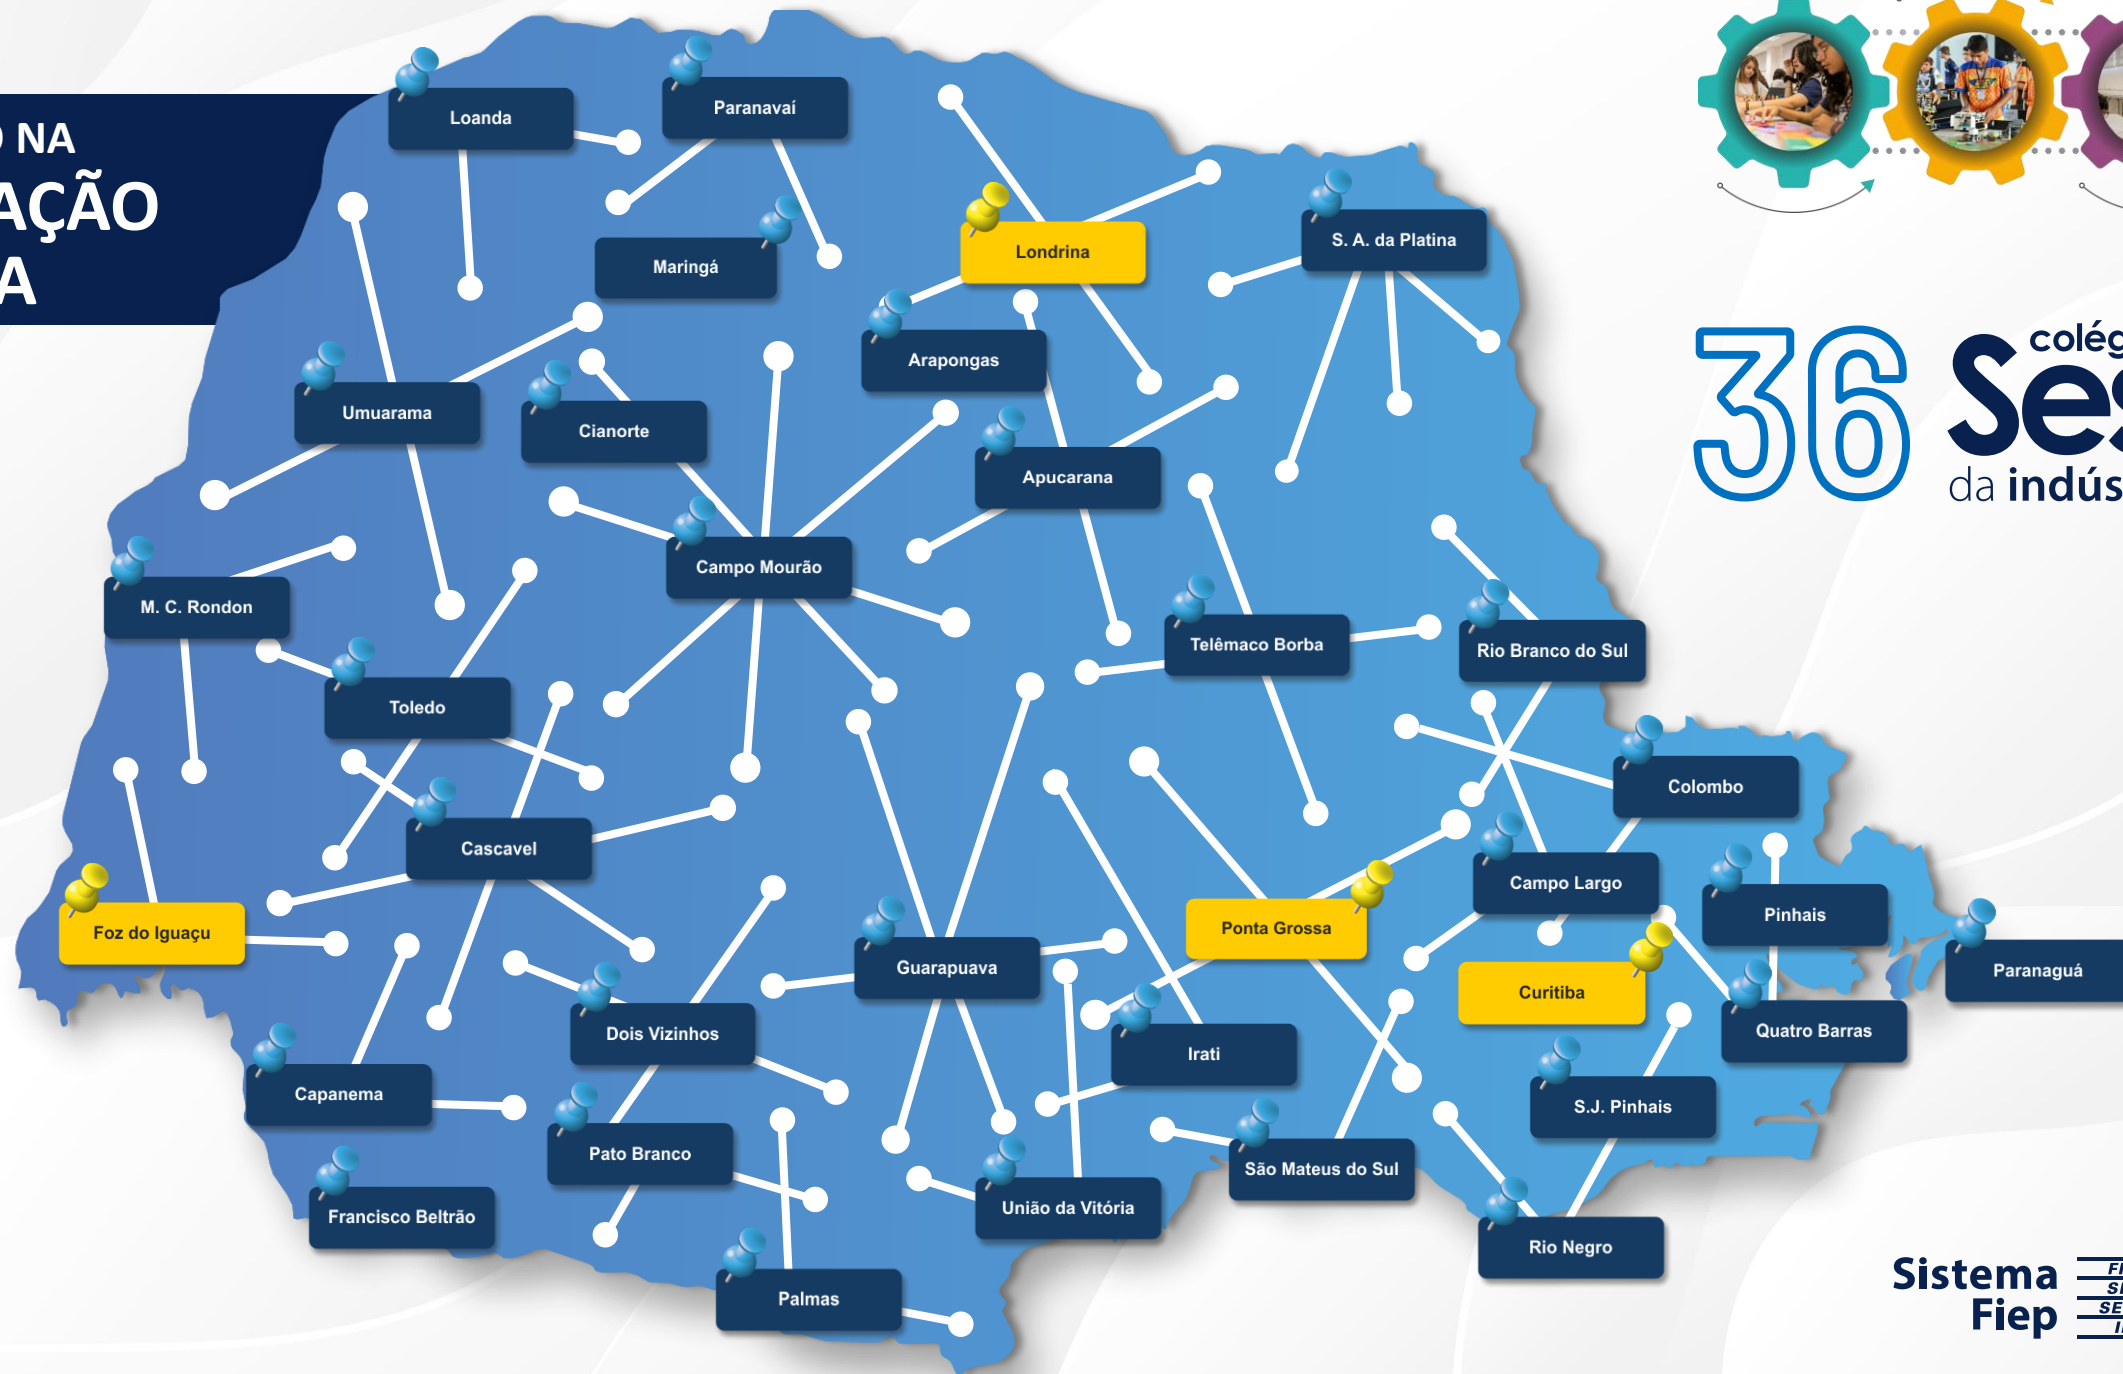 NA
AÇÃO
A
Loanda
Paranavaí
Maringá
Londrina
S. A. da Platina
Arapongas
Umuarama
Cianorte
Apucarana
Campo Mourão
M. C. Rondon
Telêmaco Borba
Rio Branco do Sul
Toledo
Colombo
Cascavel
Campo Largo
Pinhais
Foz do Iguaçu
Ponta Grossa
Guarapuava
Curitiba
Paranaguá
Dois Vizinhos
Irati
Quatro Barras
Capanema
S.J. Pinhais
Pato Branco
São Mateus do Sul
Francisco Beltrão
União da Vitória
Rio Negro
Palmas
36
colég
Ses
da indús
Sistema
Fiep